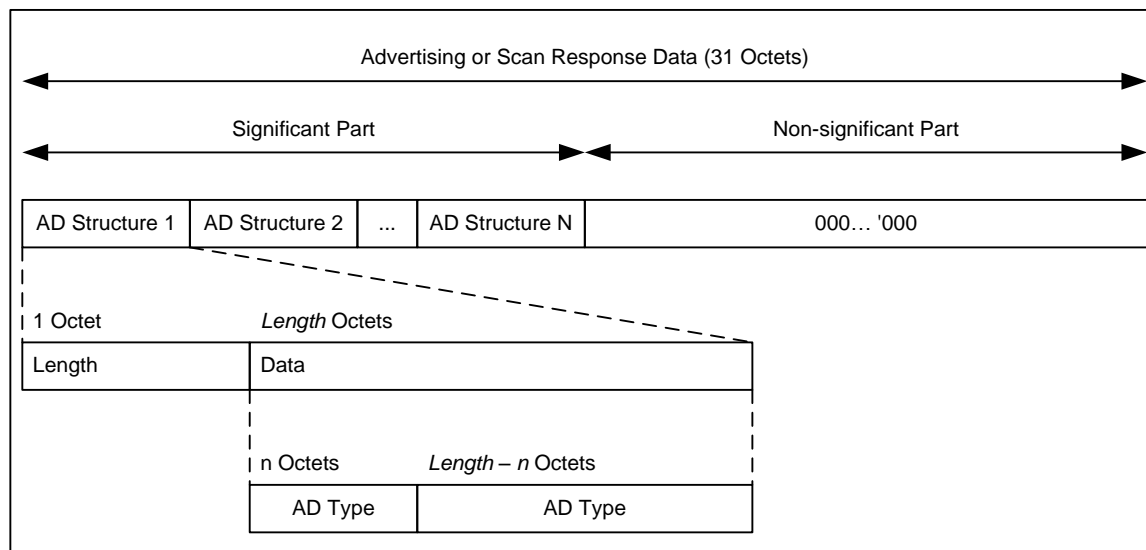 Advertising or Scan Response Data (31 Octets)
Significant Part Non-significant Part
AD Structure 1 AD Structure 2 ... AD Structure N 000... '000
1 Octet Length Octets
Length Data
n Octets Length – n Octets
AD Type AD Type